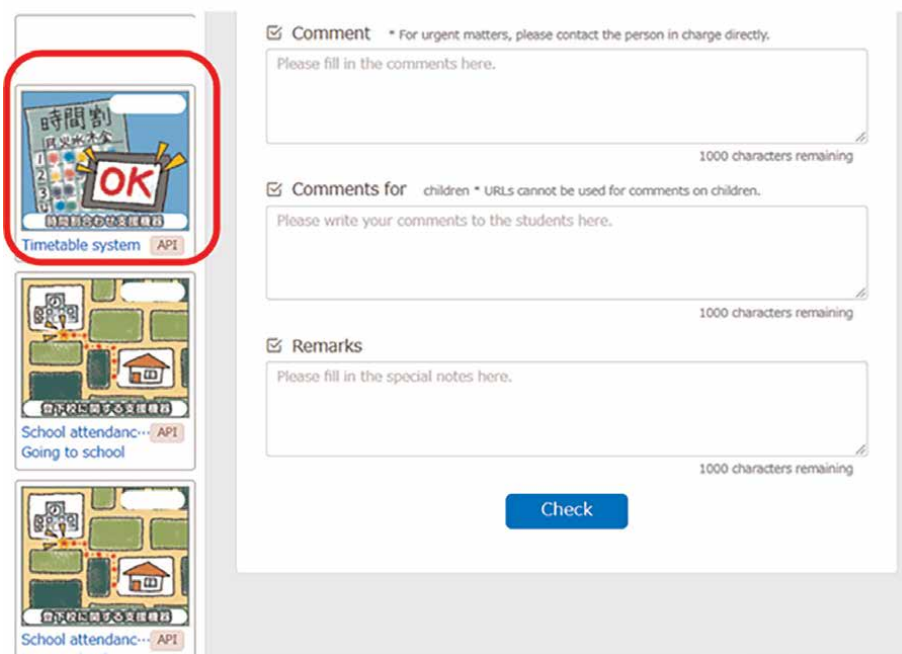 時間割
月火水木金
1
2
3
OK
時間割合わせ支援機器
Timetable system API
登下校に関する支援機器
School attendanc… API
Going to school
登下校に関する支援機器
School attendanc… API
Comment * For urgent matters, please contact the person in charge directly.
Please fill in the comments here.
1000 characters remaining
Comments for children * URLs cannot be used for comments on children.
Please write your comments to the students here.
1000 characters remaining
Remarks
Please fill in the special notes here.
1000 characters remaining
Check